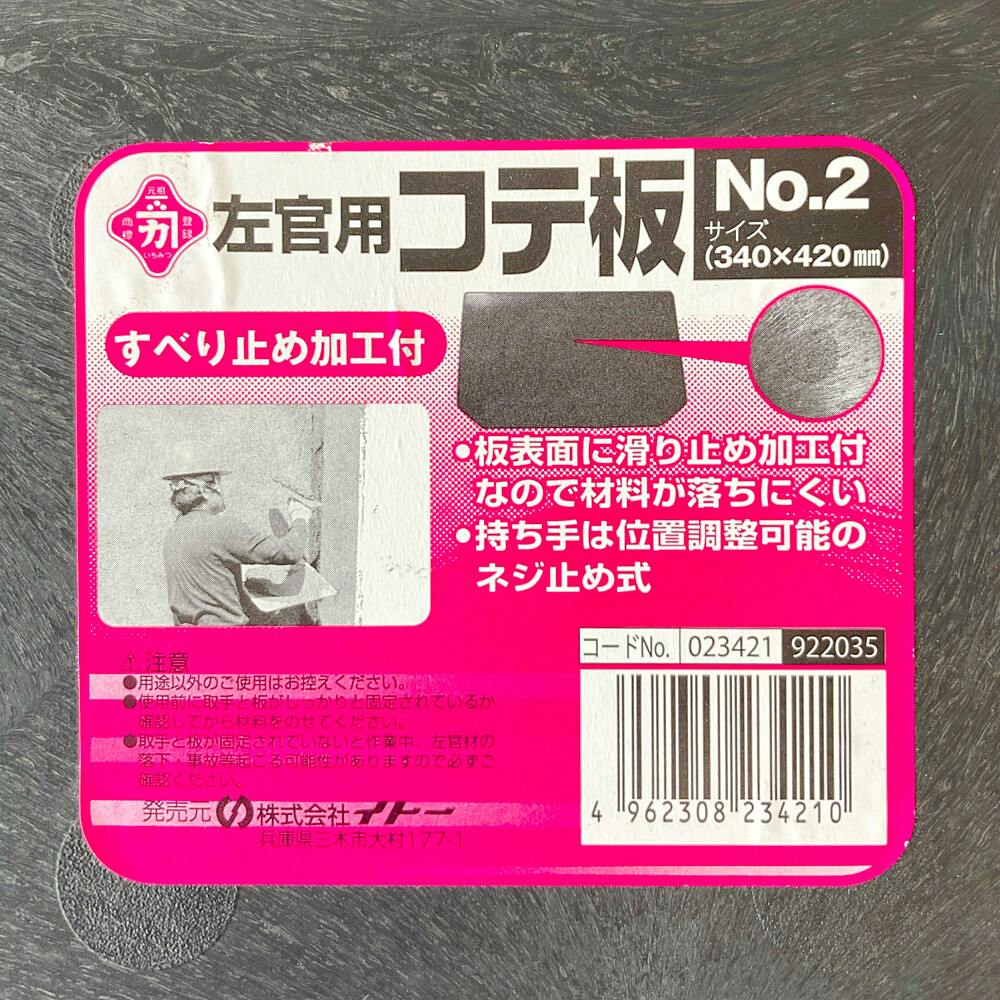 元祖
商標
登録
いちみつ
左官用
コテ板
No.2
サイズ
(340×420㎜)
すべり止め加工付
•板表面に滑り止め加工付
なので材料が落ちにくい
•持ち手は位置調整可能の
ネジ止め式
コードNo. 023421 922035
4 962308 234210
⚠注意
●用途以外のご使用はお控えください。
●使用前に取手と板がしっかりと固定されているか
確認してから材料をのせてください。
●取手と板が固定されていないと作業中、左官材の
落下・事故等起こる可能性がありますので必ずご
確認ください。
発売元 株式会社イトー
兵庫県三木市大村177-1